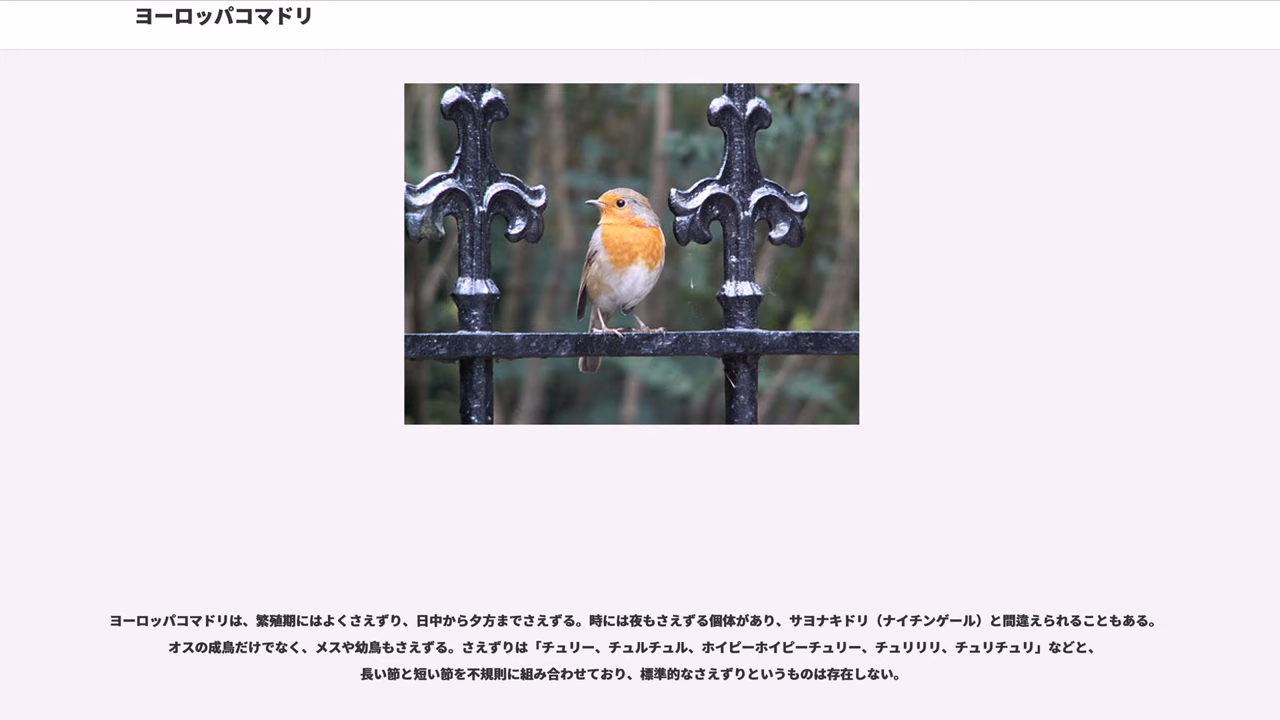 ヨーロッパコマドリ
ヨーロッパコマドリは、繁殖期にはよくさえずり、日中から夕方までさえずる。時には夜もさえずる個体があり、サヨナキドリ（ナイチンゲール）と間違えられることもある。
オスの成鳥だけでなく、メスや幼鳥もさえずる。さえずりは「チュリー、チュルチュル、ホイピーホイピーチュリー、チュリリリ、チュリチュリ」などと、
長い節と短い節を不規則に組み合わせており、標準的なさえずりというものは存在しない。